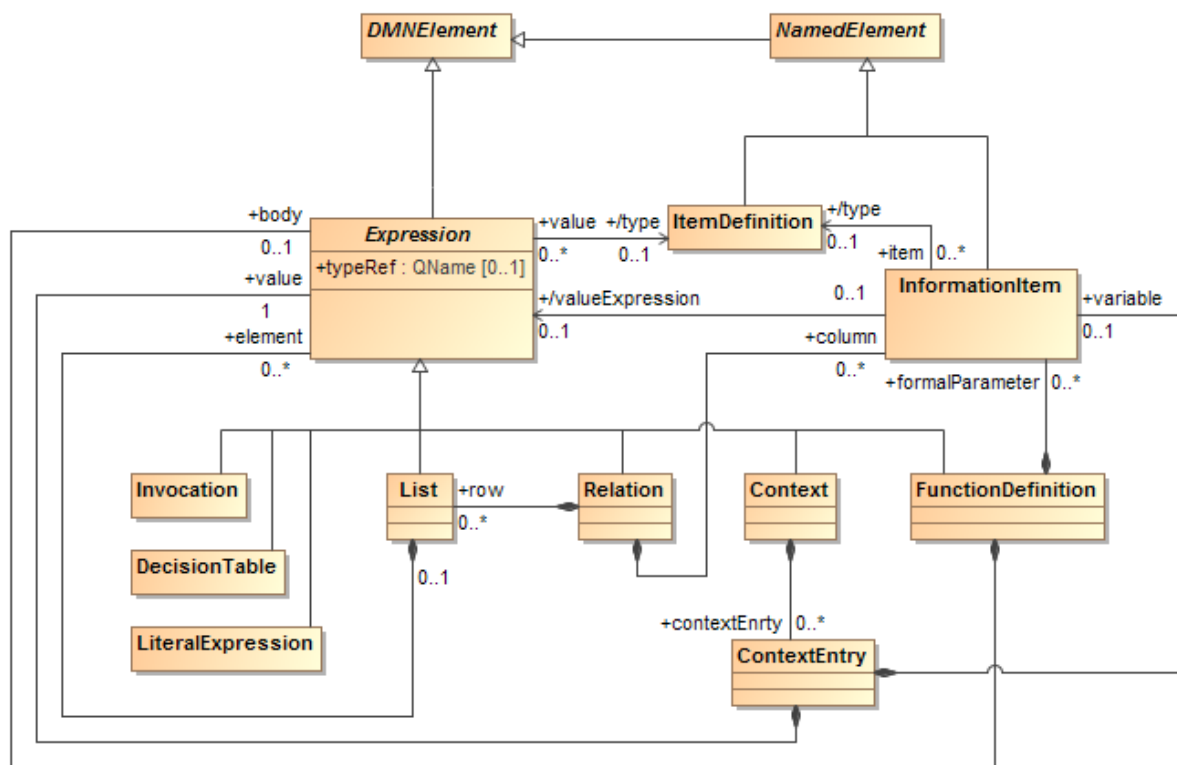 DMNElement
NamedElement
+body
0..1
Expression
+typeRef : QName [0..1]
+value
0..*
+/type
0..1
ItemDefinition
+/type
0..1
+item
0..*
InformationItem
+value
1
+/valueExpression
0..1
0..1
+variable
0..1
+element
0..*
+column
0..*
+formalParameter
0..*
Invocation
List
+row
0..*
Relation
Context
FunctionDefinition
DecisionTable
0..1
LiteralExpression
+contextEnrty
0..*
ContextEntry